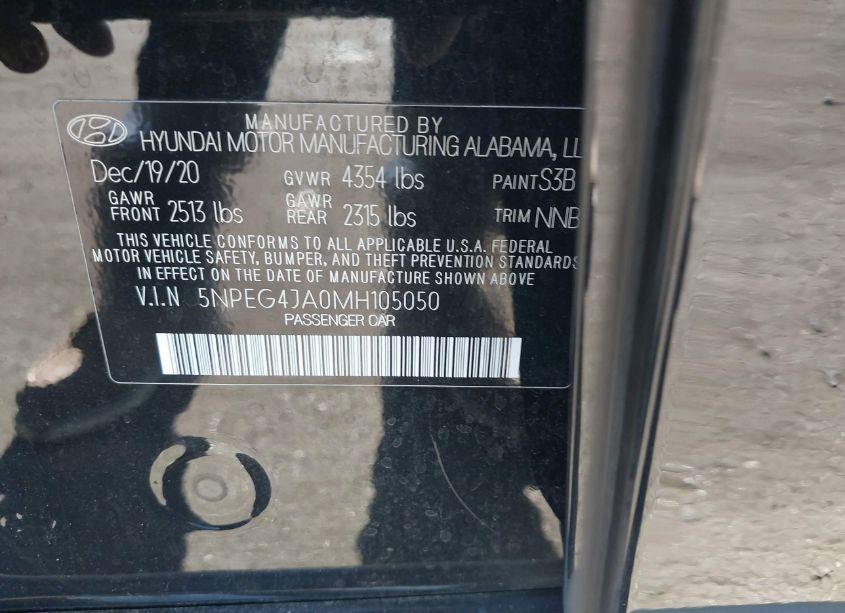 MANUFACTURED BY
HYUNDAI MOTOR MANUFACTURING ALABAMA, LL
Dec/19/20 GVWR 4354 lbs PAINT S3B
GAWR FRONT 2513 lbs GAWR REAR 2315 lbs TRIM NNB
THIS VEHICLE CONFORMS TO ALL APPLICABLE U.S.A. FEDERAL
MOTOR VEHICLE SAFETY, BUMPER, AND THEFT PREVENTION STANDARDS
IN EFFECT ON THE DATE OF MANUFACTURE SHOWN ABOVE
V.I.N 5NPEG4JA0MH105050
PASSENGER CAR